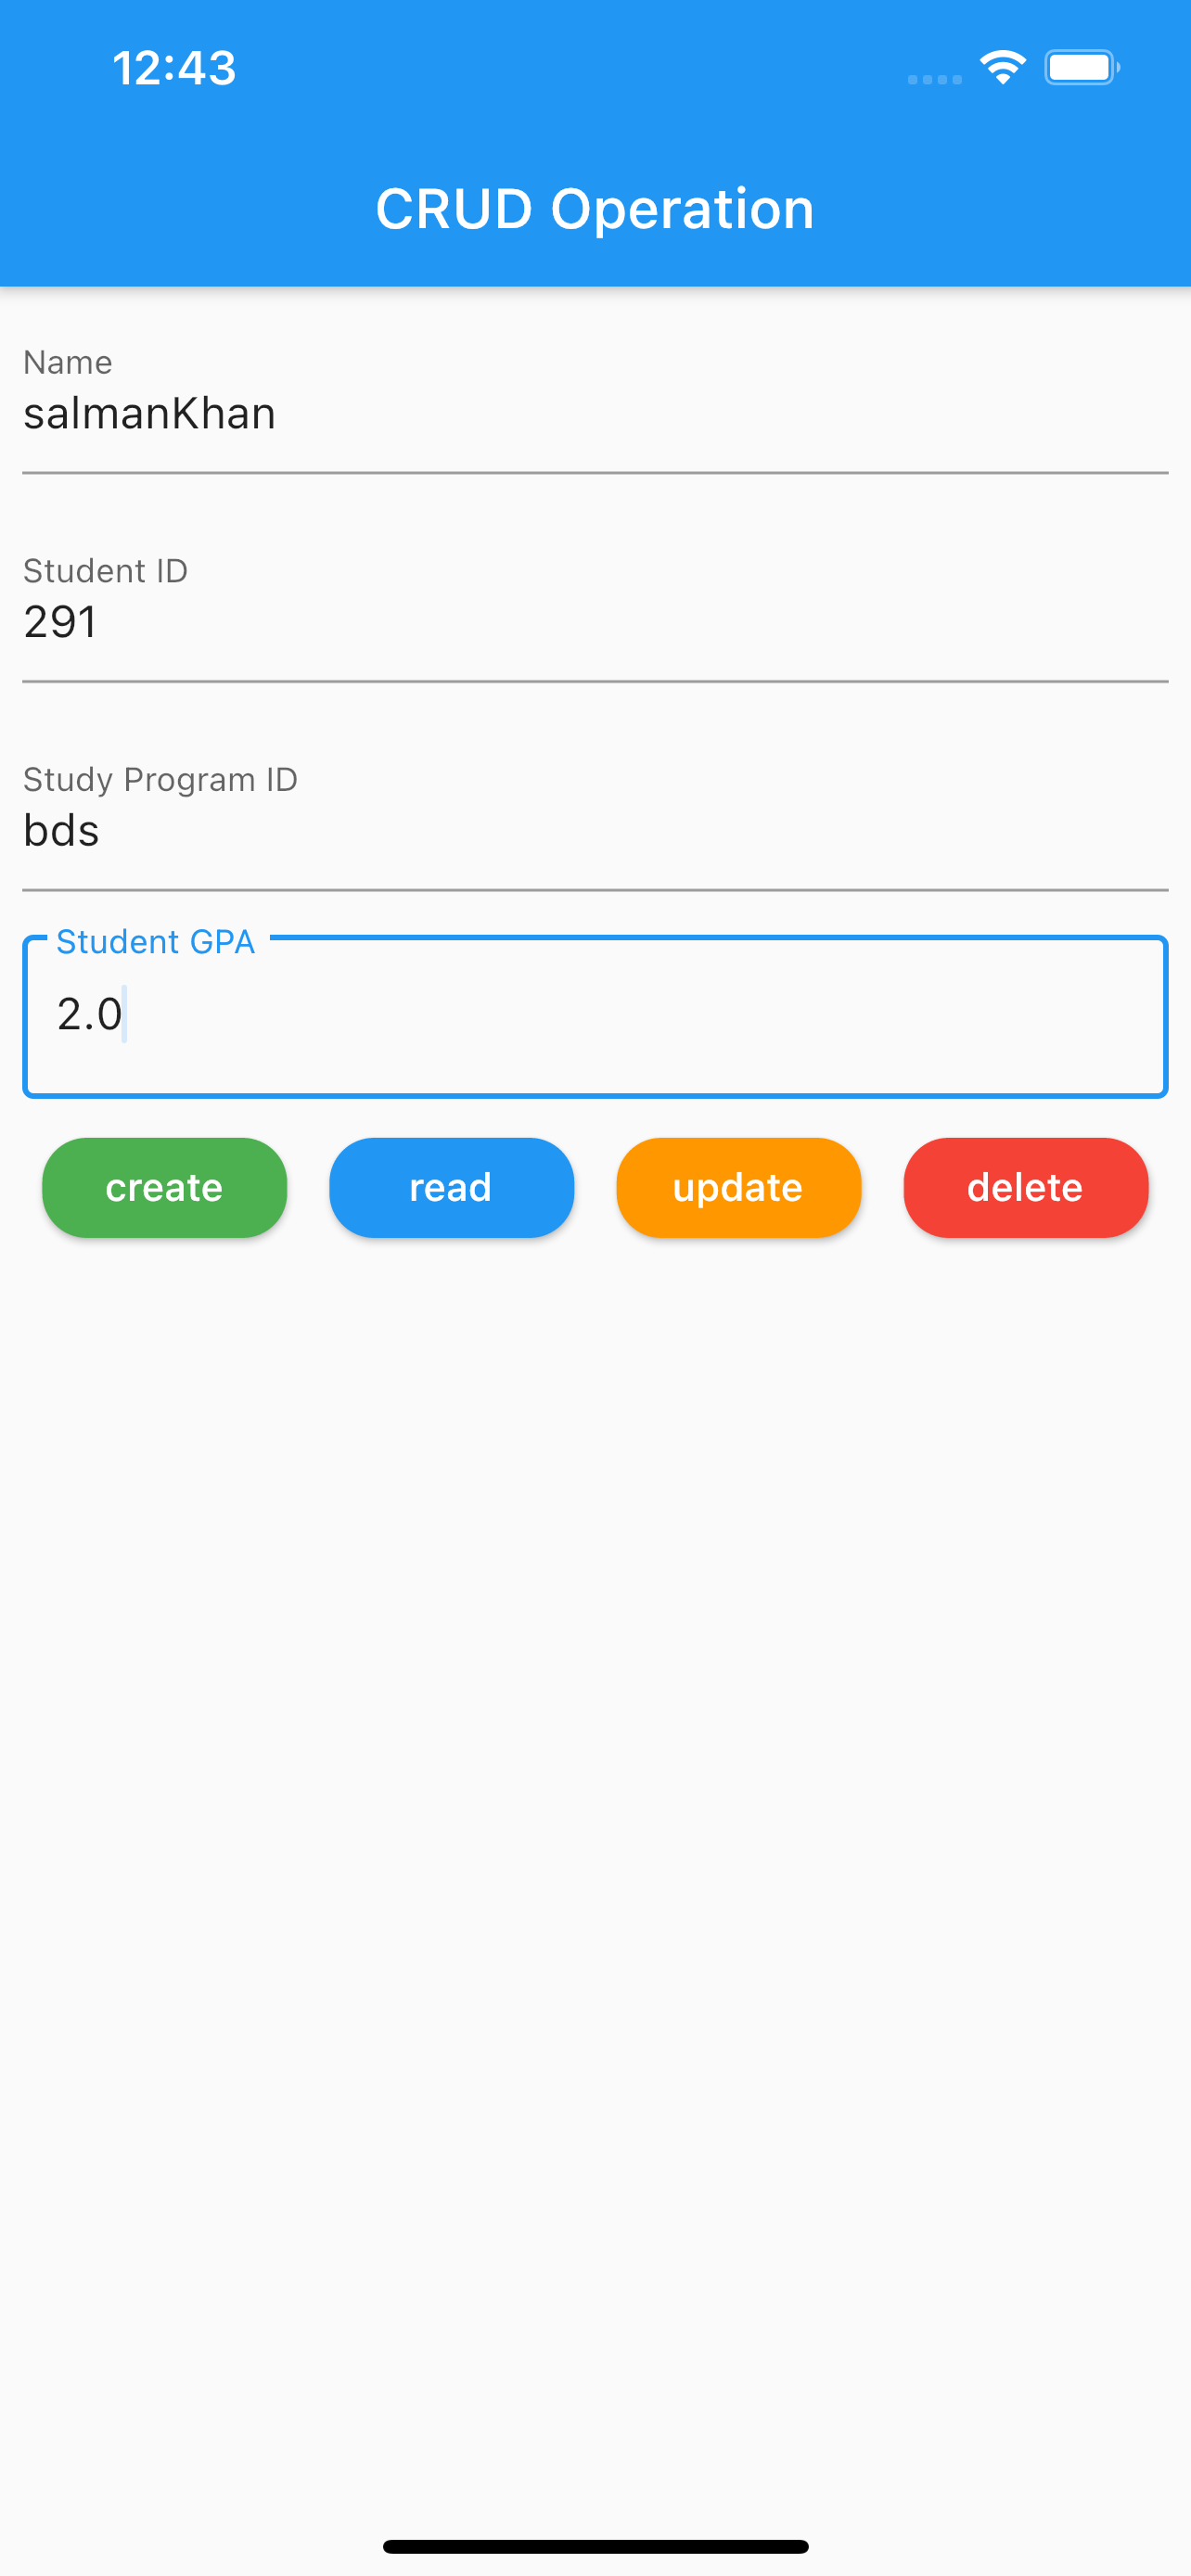 12:43
CRUD Operation
Name
salmanKhan
Student ID
291
Study Program ID
bds
Student GPA
2.0
create read update delete